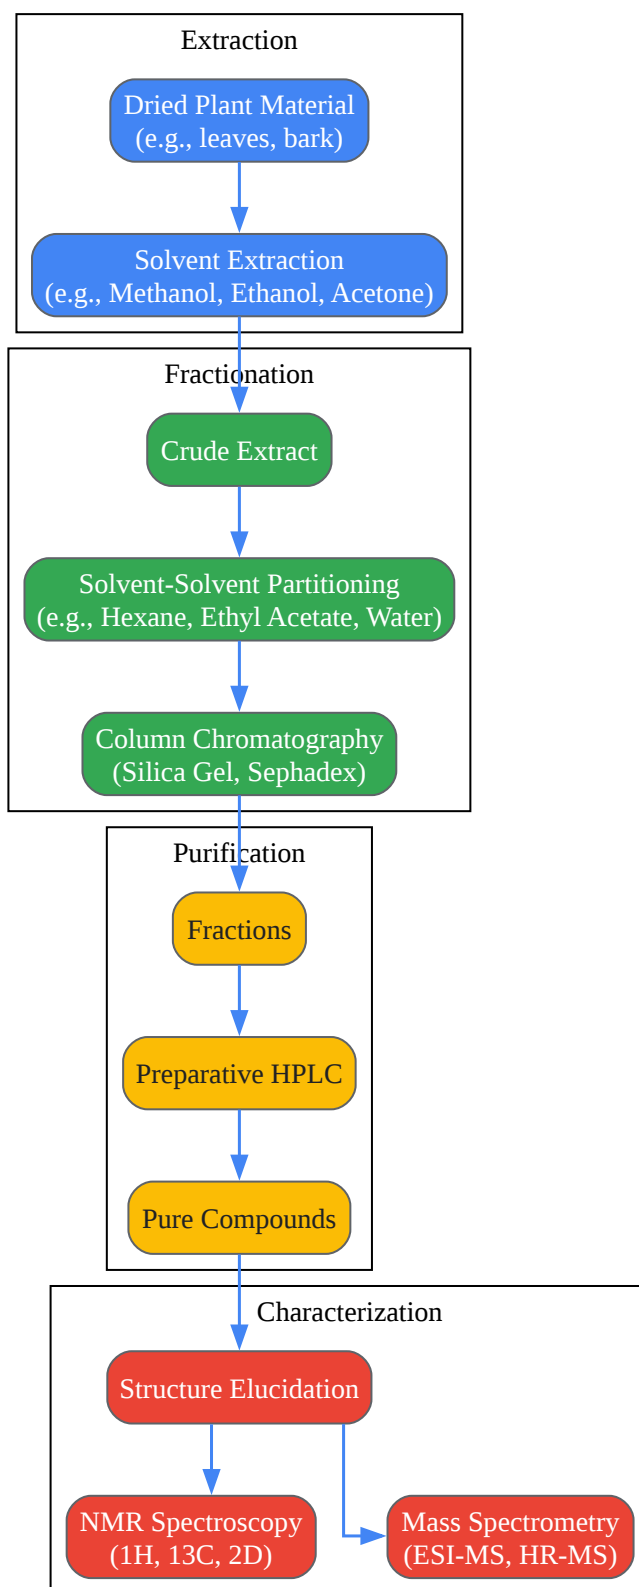 Extraction
Dried Plant Material
(e.g., leaves, bark)
Solvent Extraction
(e.g., Methanol, Ethanol, Acetone)
Fractionation
Crude Extract
Solvent-Solvent Partitioning
(e.g., Hexane, Ethyl Acetate, Water)
Column Chromatography
(Silica Gel, Sephadex)
Purification
Fractions
Preparative HPLC
Pure Compounds
Characterization
Structure Elucidation
NMR Spectroscopy
(1H, 13C, 2D)
Mass Spectrometry
(ESI-MS, HR-MS)